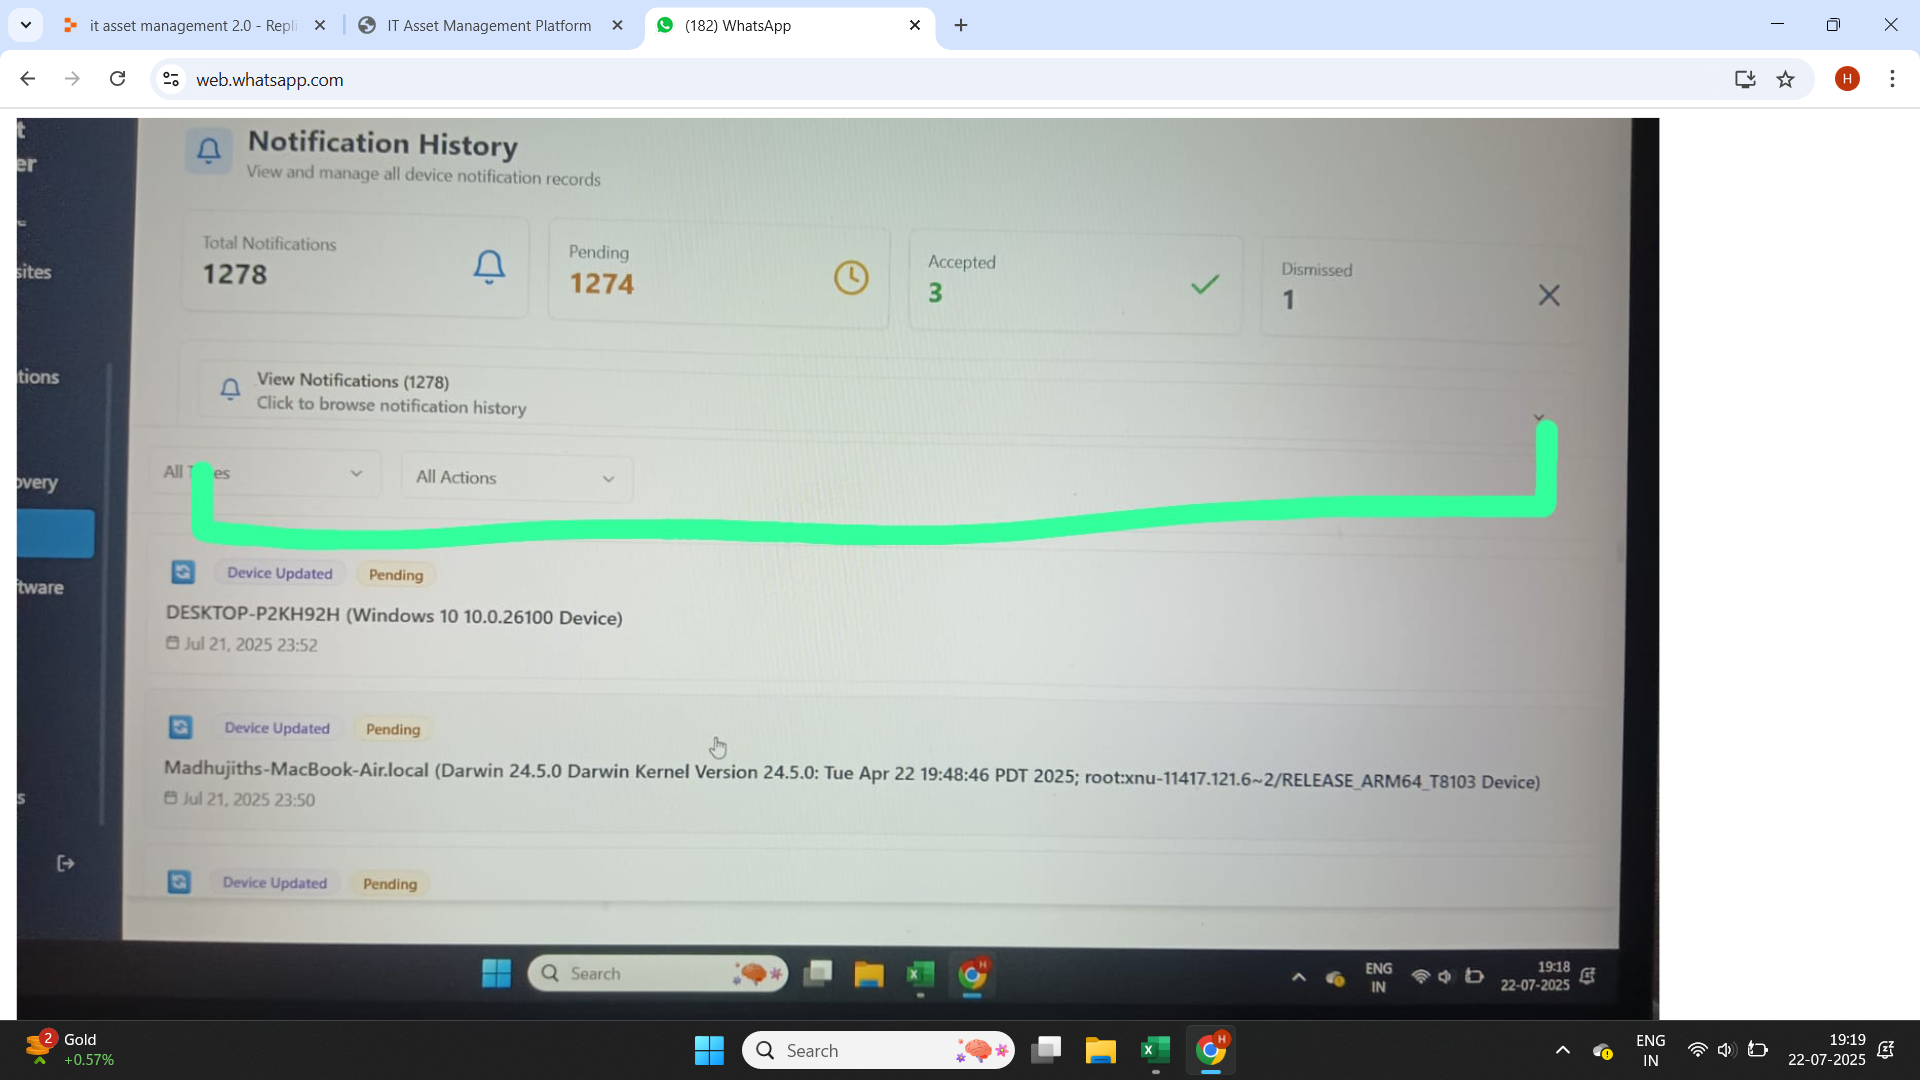 it asset management 2.0 - Repli
IT Asset Management Platform
(182) WhatsApp
web.whatsapp.com
H
t
er
sites
tions
overy
tware
s
Notification History
View and manage all device notification records
Total Notifications
1278
Pending
1274
Accepted
3
Dismissed
1
View Notifications (1278)
Click to browse notification history
All
All Actions
Device Updated
Pending
DESKTOP-P2KH92H (Windows 10 10.0.26100 Device)
Jul 21, 2025 23:52
Device Updated
Pending
Madhujiths-MacBook-Air.local (Darwin 24.5.0 Darwin Kernel Version 24.5.0: Tue Apr 22 19:48:46 PDT 2025; root:xnu-11417.121.6~2/RELEASE_ARM64_T8103 Device)
Jul 21, 2025 23:50
Device Updated
Pending
Search
H
ENG
IN
19:18
22-07-2025
2
Gold
+0.57%
Search
H
ENG
IN
19:19
22-07-2025